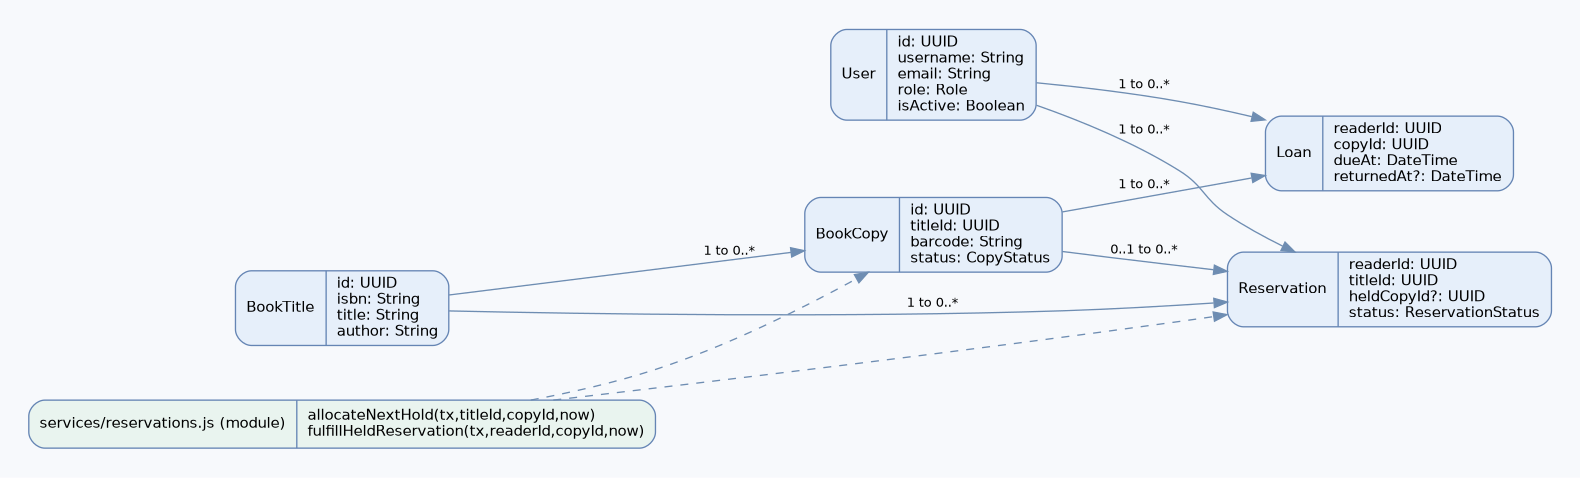 User
id: UUID
username: String
email: String
role: Role
isActive: Boolean
1 to 0..*
1 to 0..*
Loan
readerId: UUID
copyId: UUID
dueAt: DateTime
returnedAt?: DateTime
1 to 0..*
BookCopy
id: UUID
titleId: UUID
barcode: String
status: CopyStatus
1 to 0..*
0..1 to 0..*
Reservation
readerId: UUID
titleId: UUID
heldCopyId?: UUID
status: ReservationStatus
BookTitle
id: UUID
isbn: String
title: String
author: String
1 to 0..*
services/reservations.js (module)
allocateNextHold(tx,titleId,copyId,now)
fulfillHeldReservation(tx,readerId,copyId,now)